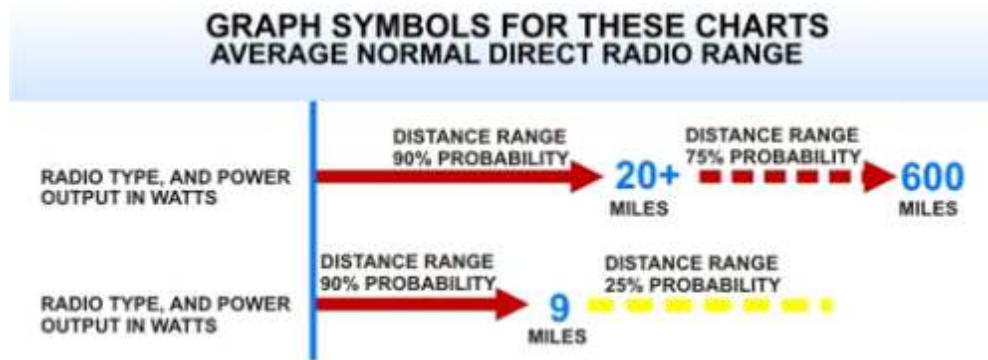 GRAPH SYMBOLS FOR THESE CHARTS
AVERAGE NORMAL DIRECT RADIO RANGE
RADIO TYPE, AND POWER
OUTPUT IN WATTS
DISTANCE RANGE
90% PROBABILITY
20+
MILES
DISTANCE RANGE
75% PROBABILITY
600
MILES
RADIO TYPE, AND POWER
OUTPUT IN WATTS
DISTANCE RANGE
90% PROBABILITY
9
MILES
DISTANCE RANGE
25% PROBABILITY